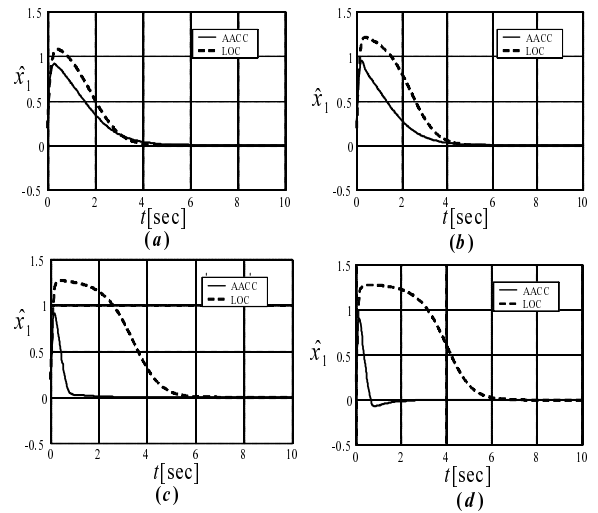 1.5
1
0.5
0
-0.5
x̂1
AACC
LOC
0 2 4 6 8 10
t[sec]
(a)
1.5
1
0.5
0
-0.5
x̂1
AACC
LOC
0 2 4 6 8 10
t[sec]
(b)
1.5
1
0.5
0
-0.5
x̂1
AACC
LOC
0 2 4 6 8 10
t[sec]
(c)
1.5
1
0.5
0
-0.5
x̂1
AACC
LOC
0 2 4 6 8 10
t[sec]
(d)